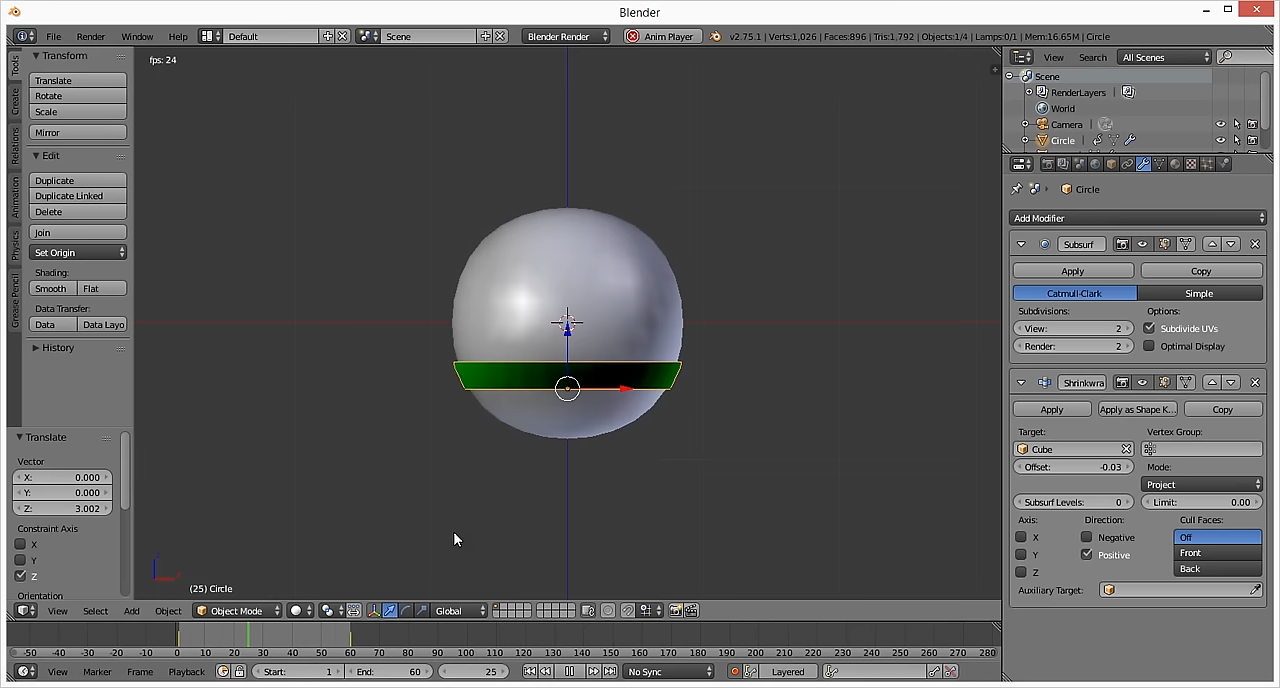 Blender
File Render Window Help Default Scene Blender Render Anim Player v2.75.1 | Verts:1,026 | Faces:896 | Tris:1,792 | Objects:1/4 | Lamps:0/1 | Mem:16.65M | Circle
Tools
Create
Relations
Animation
Physics
Grease Pencil
Transform
Translate
Rotate
Scale
Mirror
Edit
Duplicate
Duplicate Linked
Delete
Join
Set Origin
Shading:
Smooth Flat
Data Transfer:
Data Data Layo
History
Translate
Vector
X: 0.000
Y: 0.000
Z: 3.002
Constraint Axis
X
Y
Z
Orientation
fps: 24
(25) Circle
View Select Add Object Object Mode Global
-50 -40 -30 -20 -10 0 10 20 30 40 50 60 70 80 90 100 110 120 130 140 150 160 170 180 190 200 210 220 230 240 250 260 270 280
View Marker Frame Playback Start: 1 End: 60 25 No Sync Layered
View Search All Scenes
Scene
RenderLayers |
World
Camera |
Circle |
Circle
Add Modifier
Subsurf
Apply Copy
Catmull-Clark Simple
Subdivisions: Options:
View: 2 Subdivide UVs
Render: 2 Optimal Display
Shrinkwra
Apply Apply as Shape K... Copy
Target: Vertex Group:
Cube
Offset: -0.03 Mode:
Project
Subsurf Levels: 0 Limit: 0.00
Axis: Direction: Cull Faces:
X Negative Off
Y Positive Front
Z Back
Auxiliary Target: